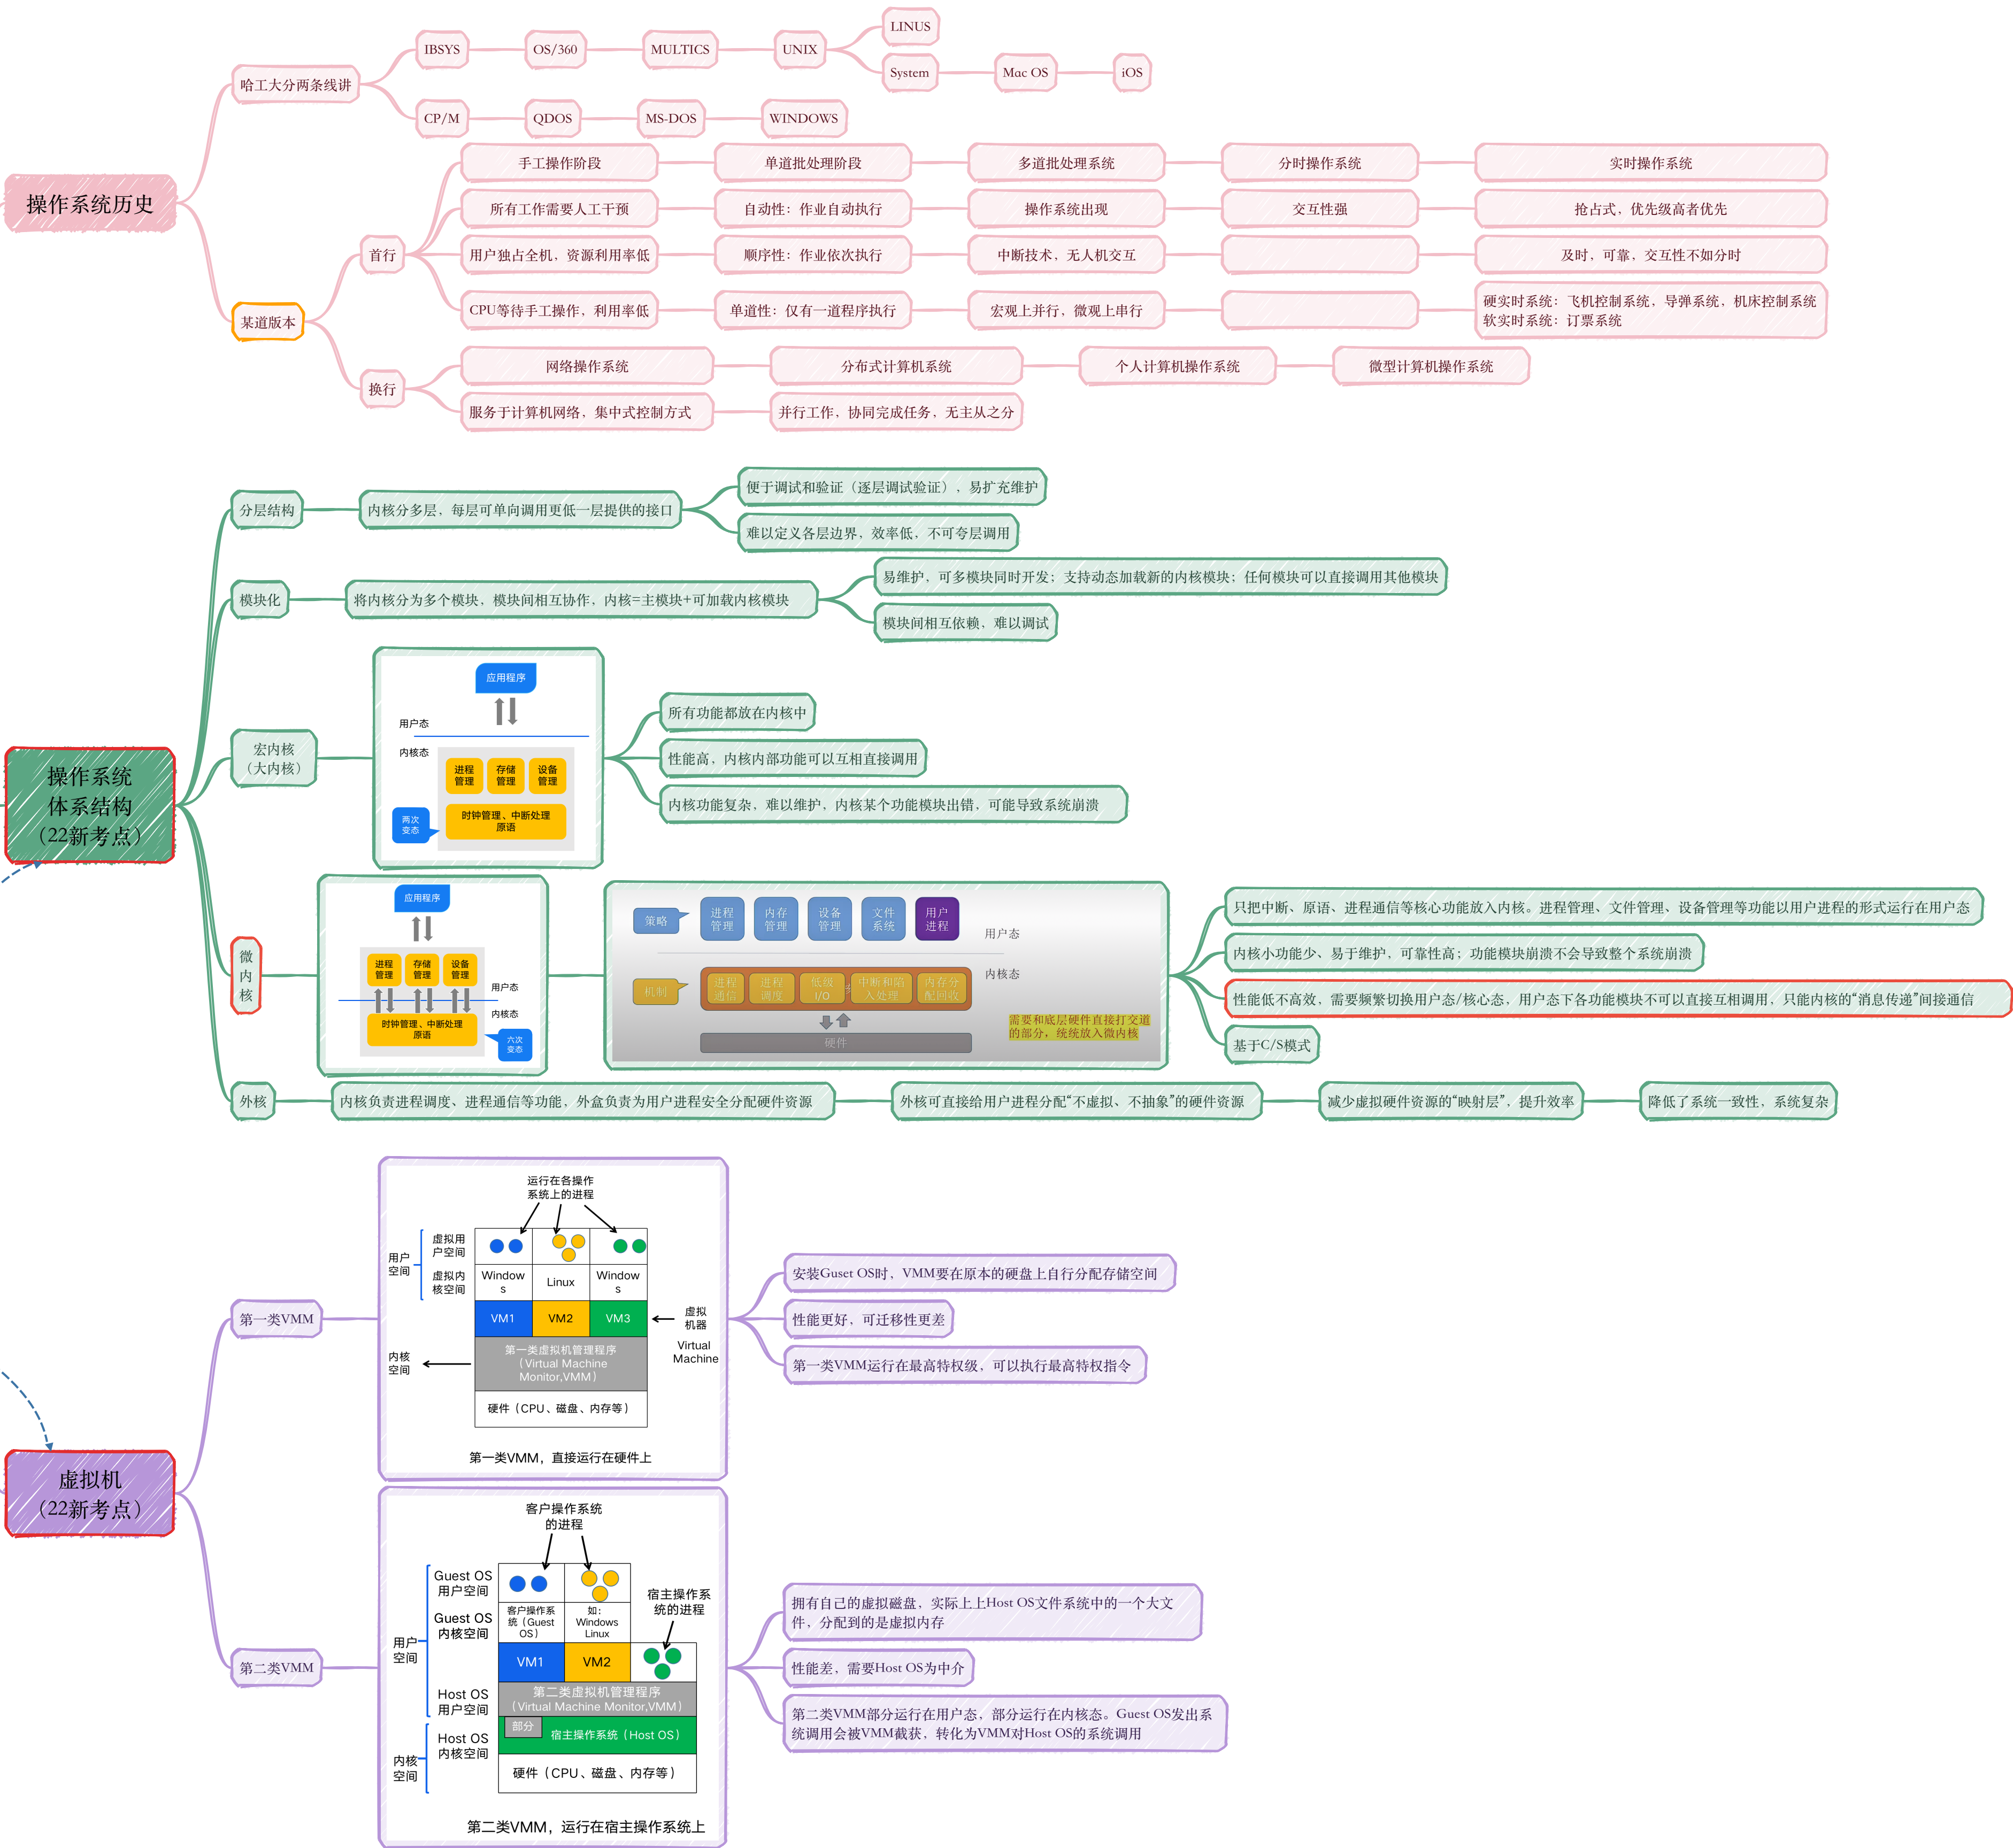 操作系统历史
哈工大分两条线讲
IBSYS
OS/360
MULTICS
UNIX
LINUS
System
Mac OS
iOS
CP/M
QDOS
MS-DOS
WINDOWS
某道版本
首行
手工操作阶段
单道批处理阶段
多道批处理系统
分时操作系统
实时操作系统
所有工作需要人工干预
自动性：作业自动执行
操作系统出现
交互性强
抢占式，优先级高者优先
用户独占全机，资源利用率低
顺序性：作业依次执行
中断技术，无人机交互
及时，可靠，交互性不如分时
CPU等待手工操作，利用率低
单道性：仅有一道程序执行
宏观上并行，微观上串行
硬实时系统：飞机控制系统，导弹系统，机床控制系统
软实时系统：订票系统
换行
网络操作系统
分布式计算机系统
个人计算机操作系统
微型计算机操作系统
服务于计算机网络，集中式控制方式
并行工作，协同完成任务，无主从之分
操作系统
体系结构
（22新考点）
分层结构
内核分多层，每层可单向调用更低一层提供的接口
便于调试和验证（逐层调试验证），易扩充维护
难以定义各层边界，效率低，不可夸层调用
模块化
将内核分为多个模块，模块间相互协作，内核=主模块+可加载内核模块
易维护，可多模块同时开发；支持动态加载新的内核模块；任何模块可以直接调用其他模块
模块间相互依赖，难以调试
宏内核
（大内核）
应用程序
用户态
内核态
进程
管理
存储
管理
设备
管理
时钟管理、中断处理
原语
两次
变态
所有功能都放在内核中
性能高，内核内部功能可以互相直接调用
内核功能复杂，难以维护，内核某个功能模块出错，可能导致系统崩溃
微
内
核
应用程序
进程
管理
存储
管理
设备
管理
用户态
内核态
时钟管理、中断处理
原语
六次
变态
策略
进程
管理
内存
管理
设备
管理
文件
系统
用户
进程
用户态
内核态
机制
进程
通信
进程
调度
低级
I/O
中断和陷
入处理
内存分
配回收
硬件
需要和底层硬件直接打交道
的部分，统统放入微内核
只把中断、原语、进程通信等核心功能放入内核。进程管理、文件管理、设备管理等功能以用户进程的形式运行在用户态
内核小功能少、易于维护，可靠性高；功能模块崩溃不会导致整个系统崩溃
性能低不高效，需要频繁切换用户态/核心态，用户态下各功能模块不可以直接互相调用，只能内核的“消息传递”间接通信
基于C/S模式
外核
内核负责进程调度、进程通信等功能，外盒负责为用户进程安全分配硬件资源
外核可直接给用户进程分配“不虚拟、不抽象”的硬件资源
减少虚拟硬件资源的“映射层”，提升效率
降低了系统一致性，系统复杂
虚拟机
（22新考点）
第一类VMM
运行在各操作
系统上的进程
用户
空间
虚拟用
户空间
虚拟内
核空间
Window
s
Linux
Window
s
VM1
VM2
VM3
虚拟
机器
Virtual
Machine
内核
空间
第一类虚拟机管理程序
（Virtual Machine
Monitor,VMM）
硬件（CPU、磁盘、内存等）
第一类VMM，直接运行在硬件上
安装Guset OS时，VMM要在原本的硬盘上自行分配存储空间
性能更好，可迁移性更差
第一类VMM运行在最高特权级，可以执行最高特权指令
第二类VMM
客户操作系统
的进程
Guest OS
用户空间
Guest OS
内核空间
宿主操作系
统的进程
客户操作系
统（Guest
OS）
如：
Windows
Linux
用户
空间
VM1
VM2
Host OS
用户空间
第二类虚拟机管理程序
（Virtual Machine Monitor,VMM）
部分
宿主操作系统（Host OS）
Host OS
内核空间
内核
空间
硬件（CPU、磁盘、内存等）
第二类VMM，运行在宿主操作系统上
拥有自己的虚拟磁盘，实际上上Host OS文件系统中的一个大文
件，分配到的是虚拟内存
性能差，需要Host OS为中介
第二类VMM部分运行在用户态，部分运行在内核态。Guest OS发出系
统调用会被VMM截获，转化为VMM对Host OS的系统调用